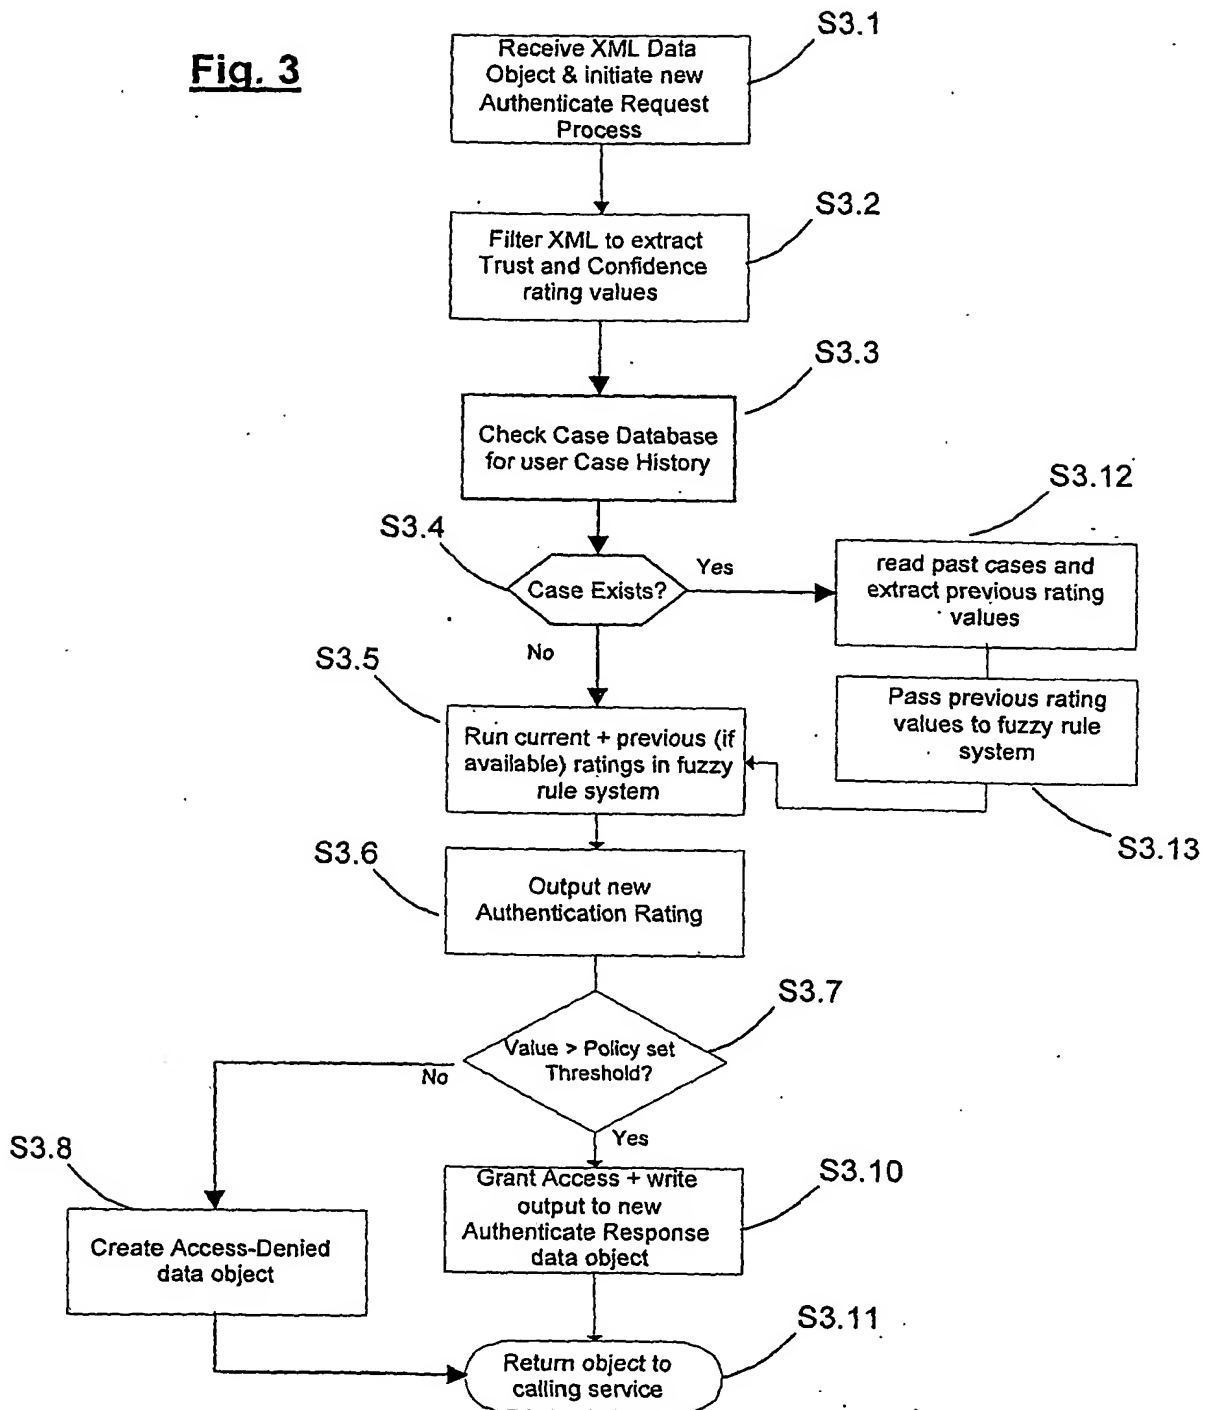 Fig. 3
S3.1
Receive XML Data
Object & initiate new
Authenticate Request
Process
S3.2
Filter XML to extract
Trust and Confidence
rating values
S3.3
Check Case Database
for user Case History
S3.4
Case Exists?
Yes
No
S3.12
read past cases and
extract previous rating
values
S3.13
Pass previous rating
values to fuzzy rule
system
S3.5
Run current + previous (if
available) ratings in fuzzy
rule system
S3.6
Output new
Authentication Rating
S3.7
Value > Policy set
Threshold?
No
Yes
S3.8
Create Access-Denied
data object
S3.10
Grant Access + write
output to new
Authenticate Response
data object
S3.11
Return object to
calling service